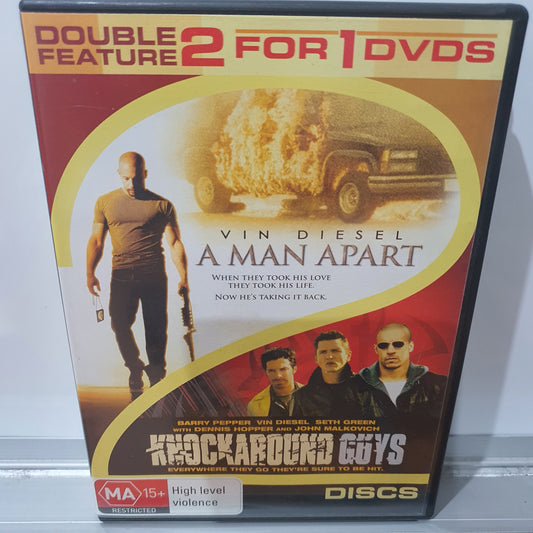 DOUBLE FEATURE 2 FOR 1 DVDS
VIN DIESEL
A MAN APART
WHEN THEY TOOK HIS LOVE
THEY TOOK HIS LIFE.
NOW HE'S TAKING IT BACK.
BARRY PEPPER VIN DIESEL SETH GREEN
WITH DENNIS HOPPER AND JOHN MALKOVICH
KNOCKAROUND GUYS
EVERYWHERE THEY GO THEY'RE SURE TO BE HIT.
MA 15+
RESTRICTED
High level
violence
DISCS